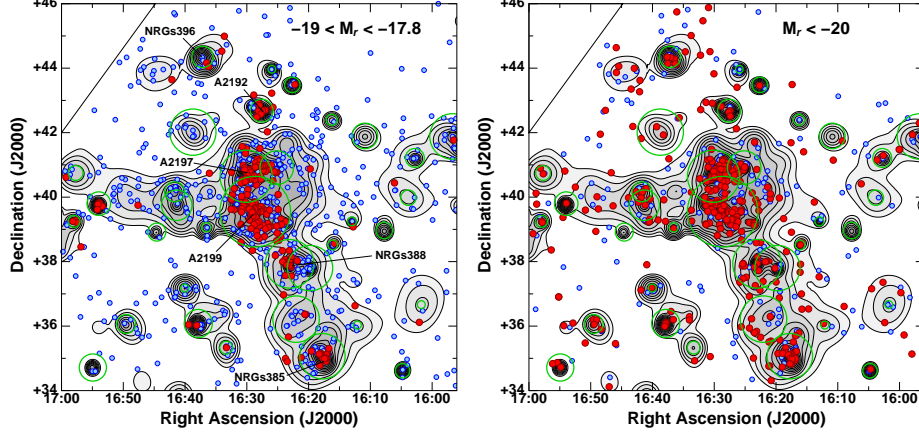 −19 < Mr < −17.8
NRGs396
A2192
A2197
A2199
NRGs388
NRGs385
+46
+44
+42
+40
+38
+36
+34
Declination (J2000)
17:00
16:50
16:40
16:30
16:20
16:10
16:00
Right Ascension (J2000)
Mr < −20
+46
+44
+42
+40
+38
+36
+34
Declination (J2000)
17:00
16:50
16:40
16:30
16:20
16:10
16:00
Right Ascension (J2000)